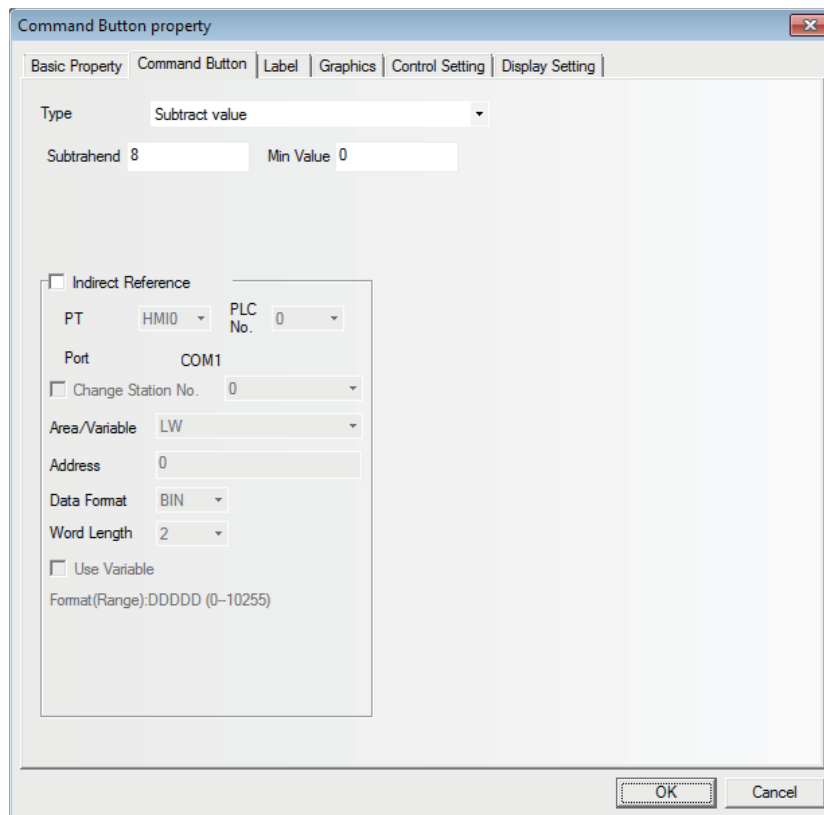 Command Button property
Basic Property Command Button Label Graphics Control Setting Display Setting
Type Subtract value
Subtrahend 8 Min Value 0
Indirect Reference
PT HMI0 PLC No. 0
Port COM1
Change Station No. 0
Area/Variable LW
Address 0
Data Format BIN
Word Length 2
Use Variable
Format(Range):DDDDD (0--10255)
OK Cancel